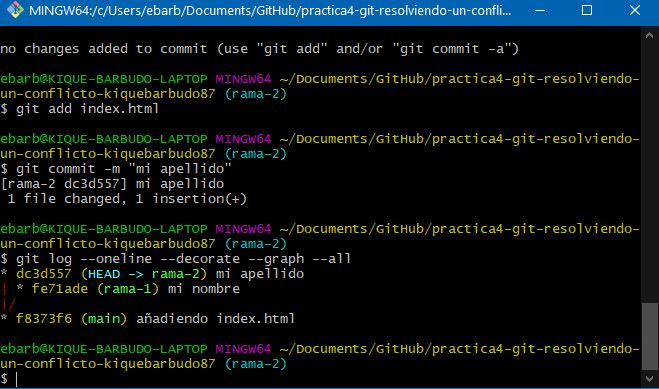 MINGW64:/c/Users/ebarb/Documents/GitHub/practica4-git-resolviendo-un-confli...
no changes added to commit (use "git add" and/or "git commit -a")
ebarb@KIQUE-BARBUDO-LAPTOP MINGW64 ~/Documents/GitHub/practica4-git-resolviendo-
un-conflicto-kiquebarbudo87 (rama-2)
$ git add index.html
ebarb@KIQUE-BARBUDO-LAPTOP MINGW64 ~/Documents/GitHub/practica4-git-resolviendo-
un-conflicto-kiquebarbudo87 (rama-2)
$ git commit -m "mi apellido"
[rama-2 dc3d557] mi apellido
 1 file changed, 1 insertion(+)
ebarb@KIQUE-BARBUDO-LAPTOP MINGW64 ~/Documents/GitHub/practica4-git-resolviendo-
un-conflicto-kiquebarbudo87 (rama-2)
$ git log --oneline --decorate --graph --all
* dc3d557 (HEAD -> rama-2) mi apellido
| * fe71ade (rama-1) mi nombre
|/
* f8373f6 (main) añadiendo index.html
ebarb@KIQUE-BARBUDO-LAPTOP MINGW64 ~/Documents/GitHub/practica4-git-resolviendo-
un-conflicto-kiquebarbudo87 (rama-2)
$